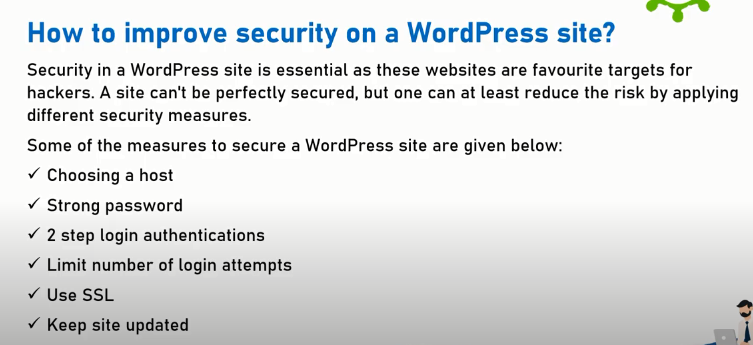 How to improve security on a WordPress site?
Security in a WordPress site is essential as these websites are favourite targets for
hackers. A site can't be perfectly secured, but one can at least reduce the risk by applying
different security measures.
Some of the measures to secure a WordPress site are given below:
✓ Choosing a host
✓ Strong password
✓ 2 step login authentications
✓ Limit number of login attempts
✓ Use SSL
✓ Keep site updated